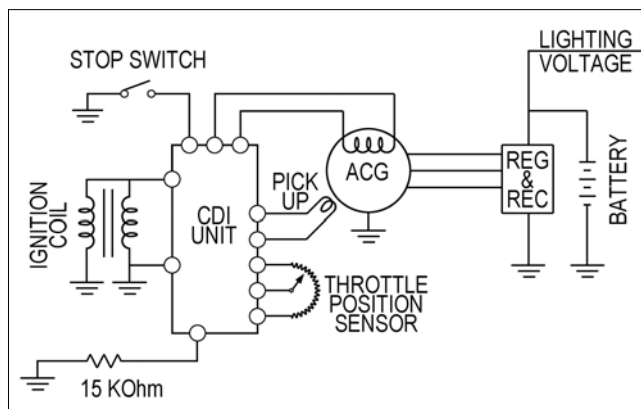 LIGHTING
VOLTAGE
STOP SWITCH
ACG
REG
&
REC
BATTERY
PICK
UP
CDI
UNIT
IGNITION
COIL
THROTTLE
POSITION
SENSOR
15 KOhm